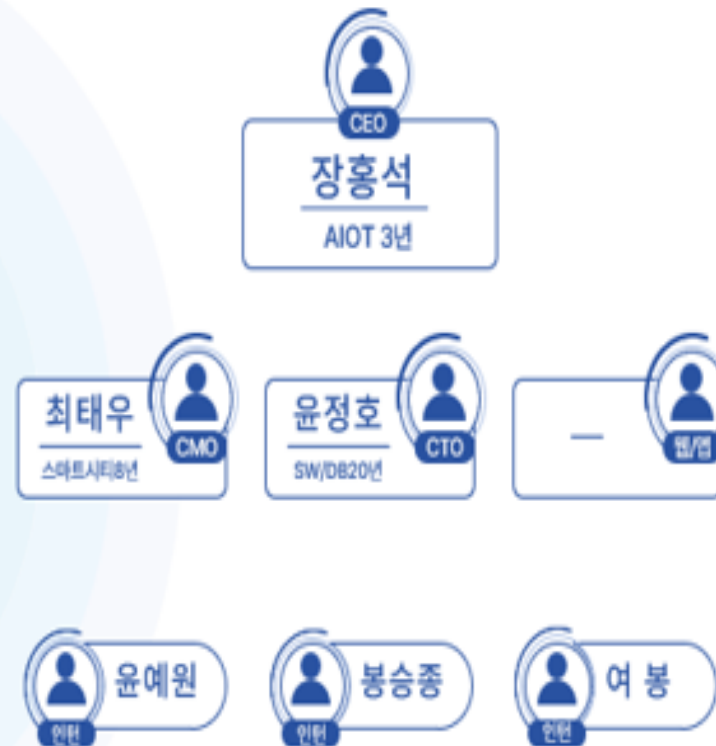 CEO
장홍석
AIOT 3년
최태우
CMO
스마트시티8년
윤정호
CTO
SW/DB20년
—
웹/앱
윤예원
인턴
봉승종
인턴
여 봉
인턴